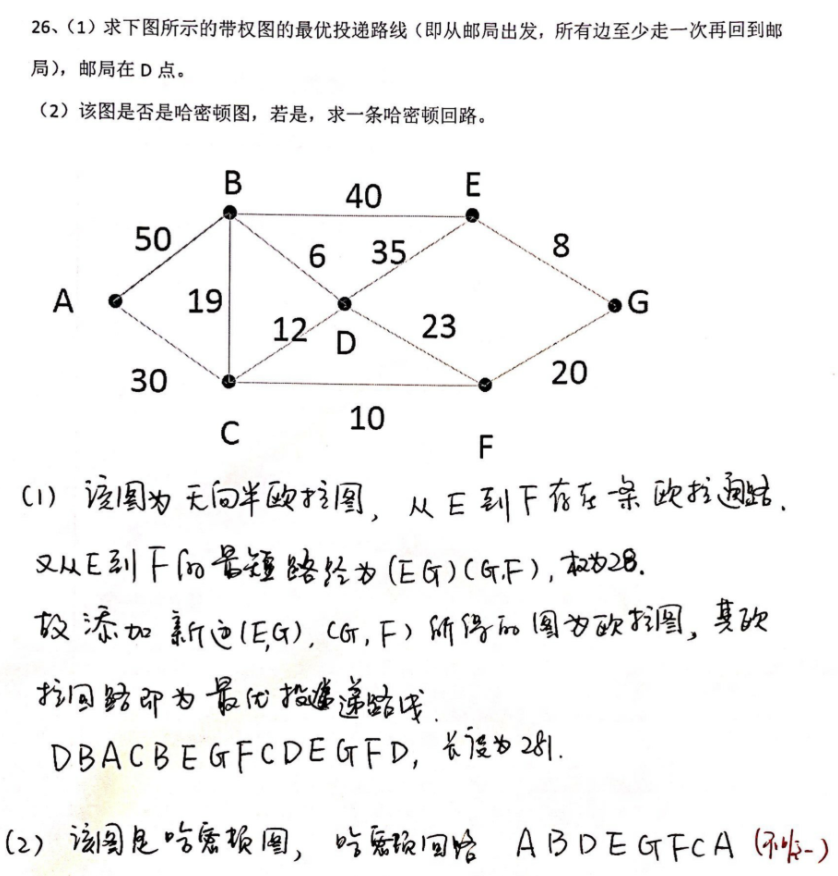 26、（1）求下图所示的带权图的最优投递路线（即从邮局出发，所有边至少走一次再回到邮
局），邮局在 D 点。
（2）该图是否是哈密顿图，若是，求一条哈密顿回路。
B 40 E
50 6 35 8
A 19 G
12 D 23
30 20
10
C F
(1) 该图为无向半欧拉图，从E到F存在一条欧拉通路.
又从E到F的最短路径为(EG)(G,F)，权为28.
故添加新边(E,G),(G,F)所得的图为欧拉图，其欧
拉回路即为最优投递路线.
DBACBEGFCDEGFD，长度为281.
(2) 该图是哈密顿图，哈密顿回路 ABDEGFCA (不唯一)